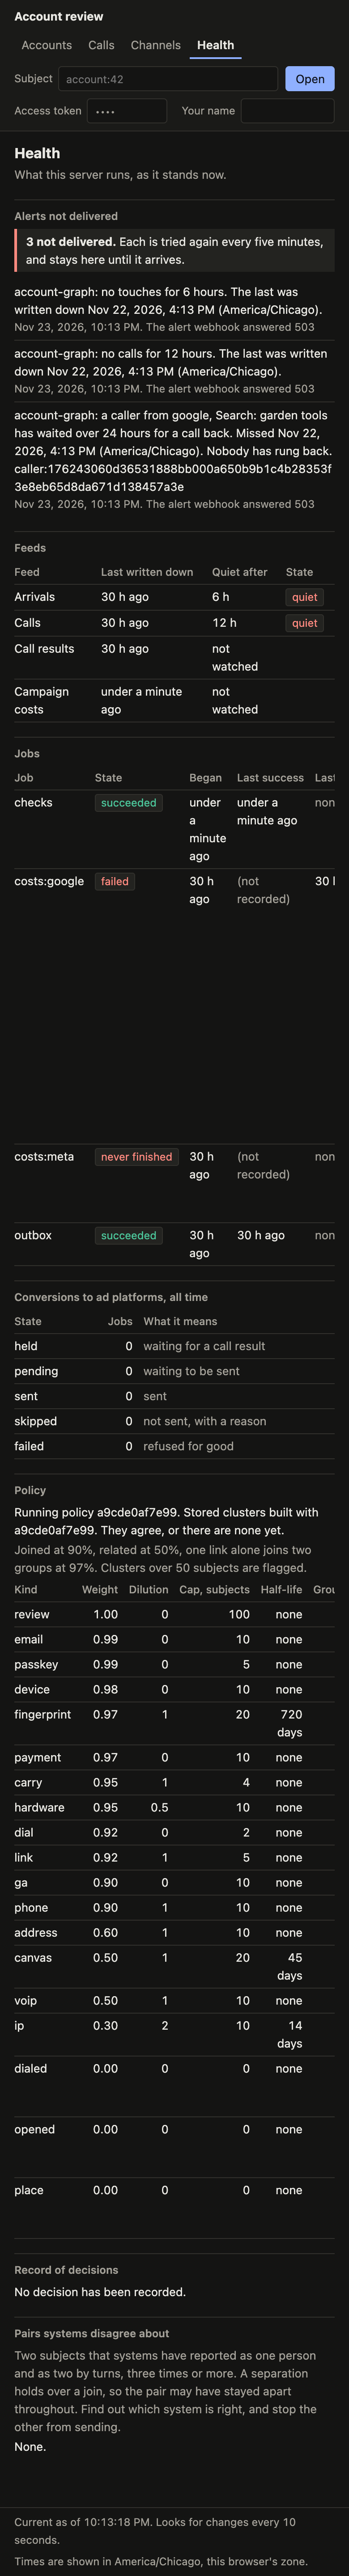 Account review
Accounts Calls Channels Health
Subject account:42 Open
Access token •••• Your name
Health
What this server runs, as it stands now.
Alerts not delivered
3 not delivered. Each is tried again every five minutes,
and stays here until it arrives.
account-graph: no touches for 6 hours. The last was
written down Nov 22, 2026, 4:13 PM (America/Chicago).
Nov 23, 2026, 10:13 PM. The alert webhook answered 503
account-graph: no calls for 12 hours. The last was written
down Nov 22, 2026, 4:13 PM (America/Chicago).
Nov 23, 2026, 10:13 PM. The alert webhook answered 503
account-graph: a caller from google, Search: garden tools
has waited over 24 hours for a call back. Missed Nov 22,
2026, 4:13 PM (America/Chicago). Nobody has rung back.
caller:176243060d36531888bb000a650b9b1c4b28353f
3e8eb65d8da671d138457a3e
Nov 23, 2026, 10:13 PM. The alert webhook answered 503
Feeds
Feed Last written down Quiet after State
Arrivals 30 h ago 6 h quiet
Calls 30 h ago 12 h quiet
Call results 30 h ago not
watched
Campaign under a minute not
costs ago watched
Jobs
Job State Began Last success Last
checks succeeded under under a non
a minute ago
minute
ago
costs:google failed 30 h (not 30 h
ago recorded)
costs:meta never finished 30 h (not non
ago recorded)
outbox succeeded 30 h 30 h ago non
ago
Conversions to ad platforms, all time
State Jobs What it means
held 0 waiting for a call result
pending 0 waiting to be sent
sent 0 sent
skipped 0 not sent, with a reason
failed 0 refused for good
Policy
Running policy a9cde0af7e99. Stored clusters built with
a9cde0af7e99. They agree, or there are none yet.
Joined at 90%, related at 50%, one link alone joins two
groups at 97%. Clusters over 50 subjects are flagged.
Kind Weight Dilution Cap, subjects Half-life Grou
review 1.00 0 100 none
email 0.99 0 10 none
passkey 0.99 0 5 none
device 0.98 0 10 none
fingerprint 0.97 1 20 720
days
payment 0.97 0 10 none
carry 0.95 1 4 none
hardware 0.95 0.5 10 none
dial 0.92 0 2 none
link 0.92 1 5 none
ga 0.90 0 10 none
phone 0.90 1 10 none
address 0.60 1 10 none
canvas 0.50 1 20 45
days
voip 0.50 1 10 none
ip 0.30 2 10 14
days
dialed 0.00 0 0 none
opened 0.00 0 0 none
place 0.00 0 0 none
Record of decisions
No decision has been recorded.
Pairs systems disagree about
Two subjects that systems have reported as one person
and as two by turns, three times or more. A separation
holds over a join, so the pair may have stayed apart
throughout. Find out which system is right, and stop the
other from sending.
None.
Current as of 10:13:18 PM. Looks for changes every 10
seconds.
Times are shown in America/Chicago, this browser's zone.